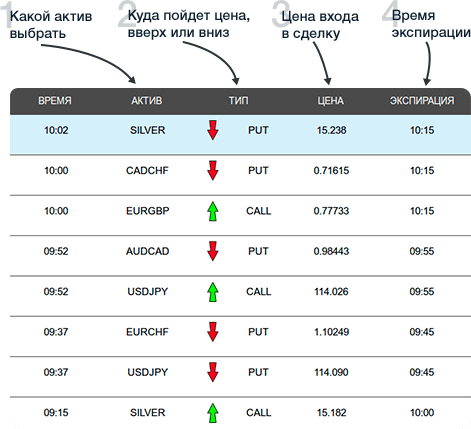 1 Какой актив
выбрать
2 Куда пойдет цена,
вверх или вниз
3 Цена входа
в сделку
4 Время
экспирации
ВРЕМЯ АКТИВ ТИП ЦЕНА ЭКСПИРАЦИЯ
10:02 SILVER PUT 15.238 10:15
10:00 CADCHF PUT 0.71615 10:15
10:00 EURGBP CALL 0.77733 10:15
09:52 AUDCAD PUT 0.98443 09:55
09:52 USDJPY CALL 114.026 09:55
09:37 EURCHF PUT 1.10249 09:45
09:37 USDJPY PUT 114.090 09:45
09:15 SILVER CALL 15.182 10:00